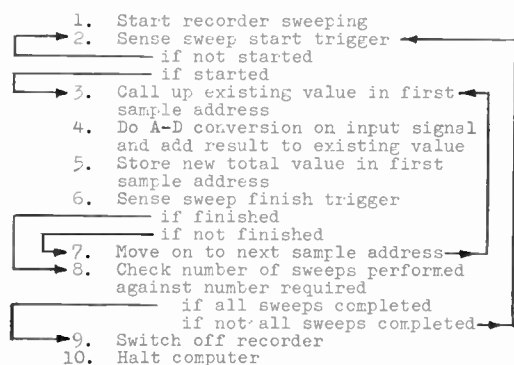 1. Start recorder sweeping
2. Sense sweep start trigger
if not started
if started
3. Call up existing value in first
sample address
4. Do A-D conversion on input signal
and add result to existing value
5. Store new total value in first
sample address
6. Sense sweep finish trigger
if finished
if not finished
7. Move on to next sample address
8. Check number of sweeps performed
against number required
if all sweeps completed
if not all sweeps completed
9. Switch off recorder
10. Halt computer